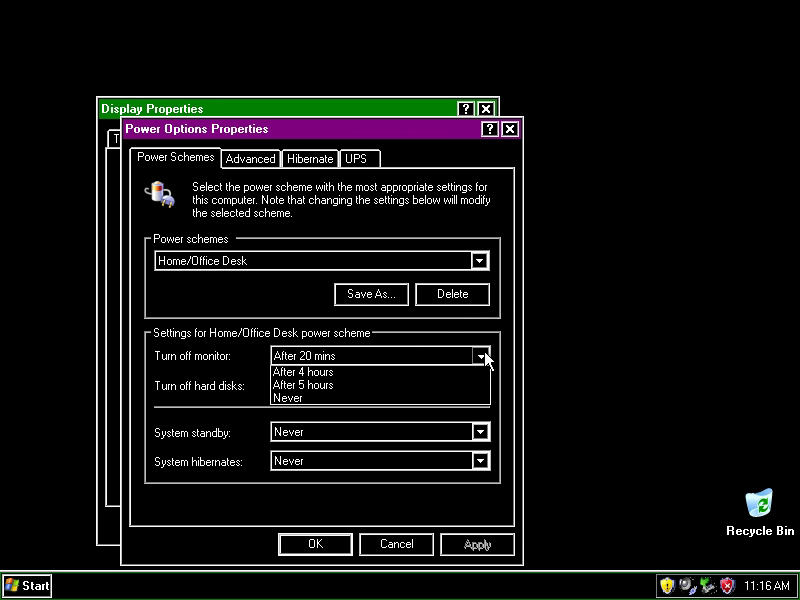 Display Properties
Power Options Properties
T
Power Schemes
Advanced
Hibernate
UPS
Select the power scheme with the most appropriate settings for
this computer. Note that changing the settings below will modify
the selected scheme.
Power schemes
Home/Office Desk
Save As...
Delete
Settings for Home/Office Desk power scheme
Turn off monitor:
After 20 mins
After 4 hours
Turn off hard disks:
After 5 hours
Never
System standby:
Never
System hibernates:
Never
OK
Cancel
Apply
Recycle Bin
Start
11:16 AM